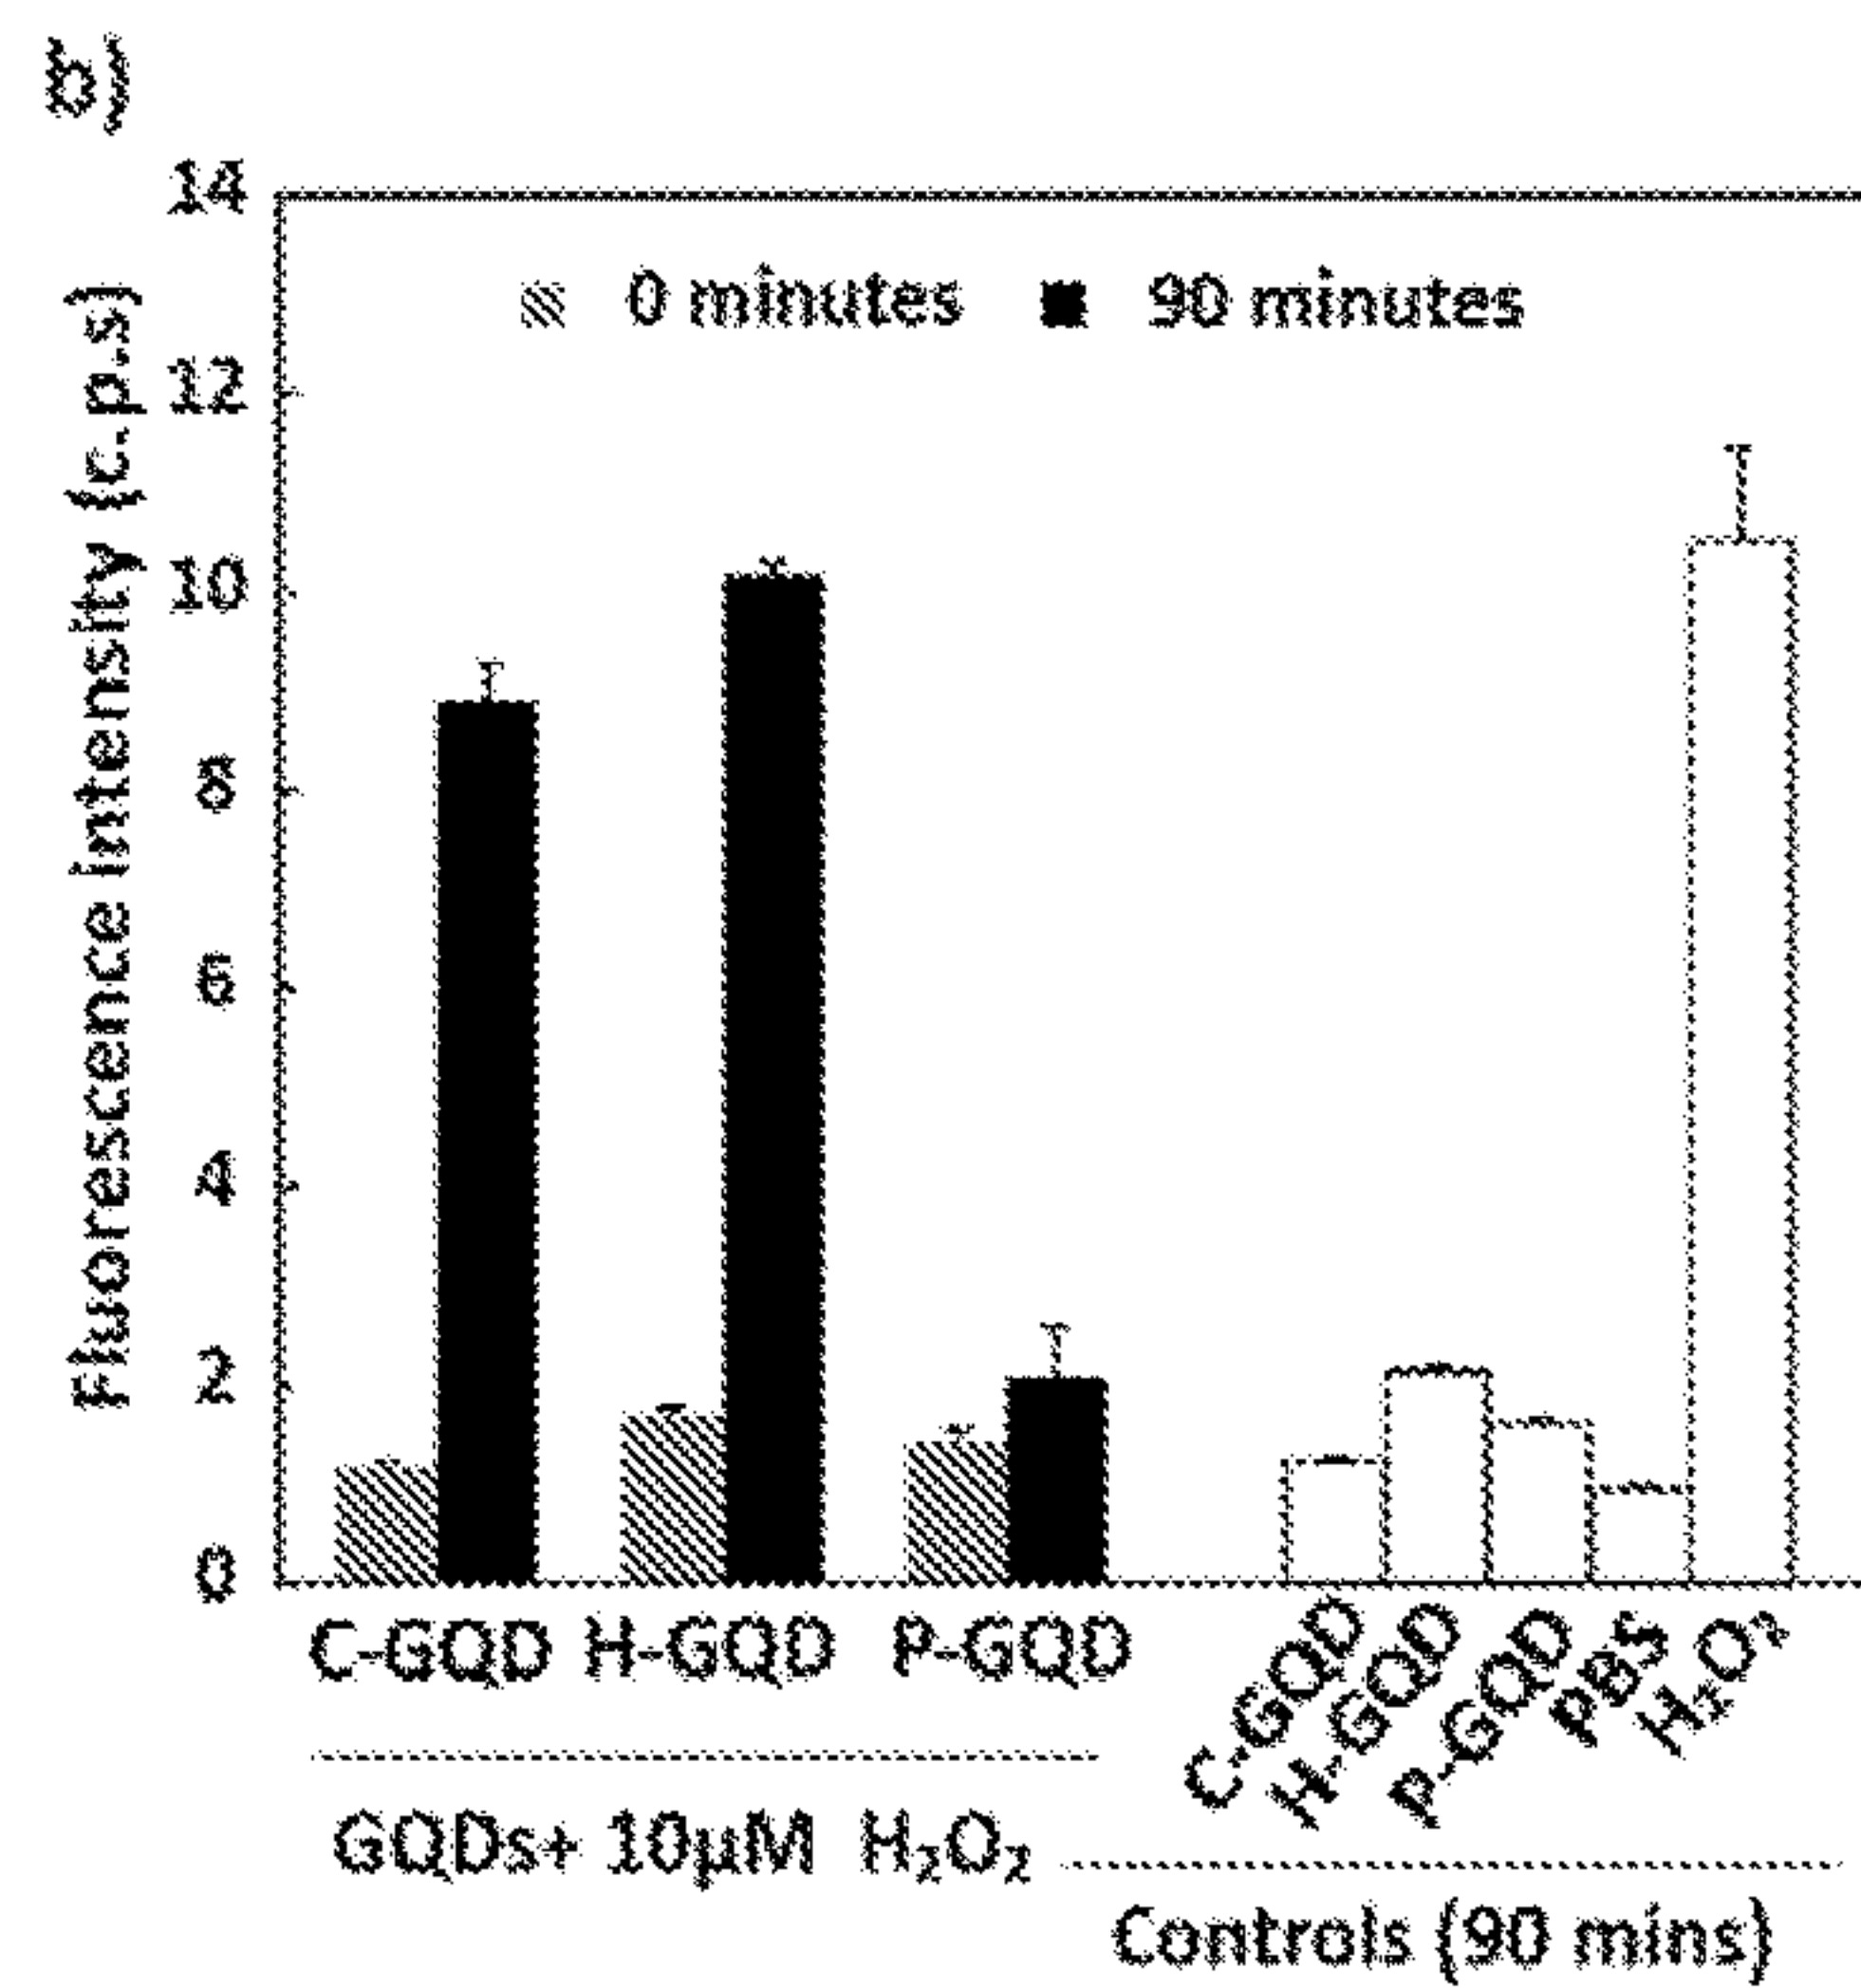 b)
14
0 minutes 90 minutes
12
10
8
6
4
2
0
Fluorescence intensity (c.p.s)
C-GQD H-GQD P-GQD
C-GQD
H-GQD
P-GQD
PBS
H₂O₂
GQDs+ 10µM H₂O₂
Controls (90 mins)